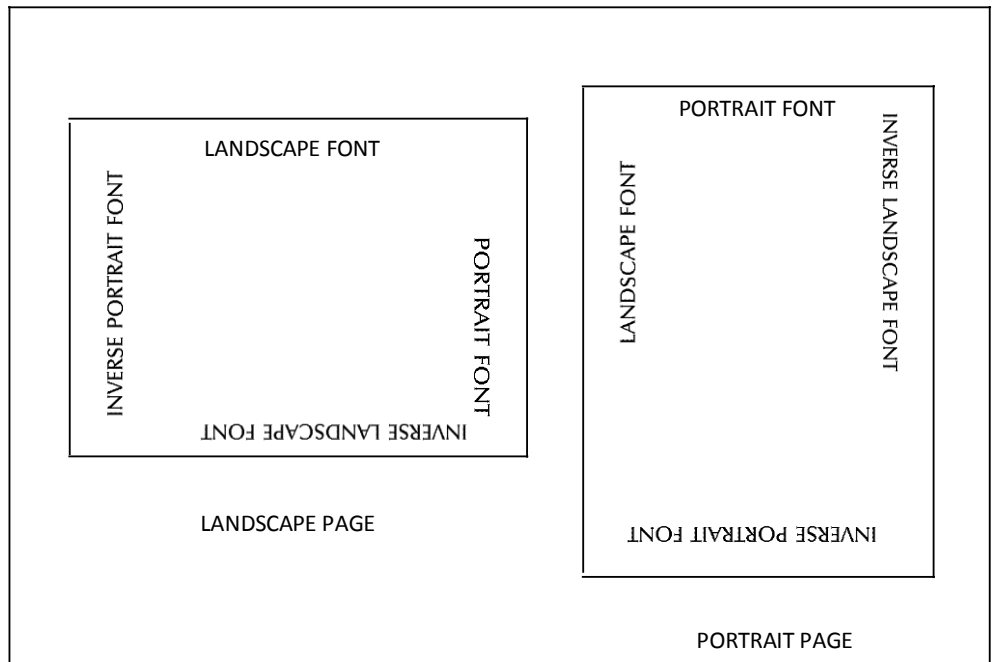 LANDSCAPE FONT
INVERSE PORTRAIT FONT
PORTRAIT FONT
INVERSE LANDSCAPE FONT
LANDSCAPE PAGE
PORTRAIT FONT
LANDSCAPE FONT
INVERSE LANDSCAPE FONT
INVERSE PORTRAIT FONT
PORTRAIT PAGE